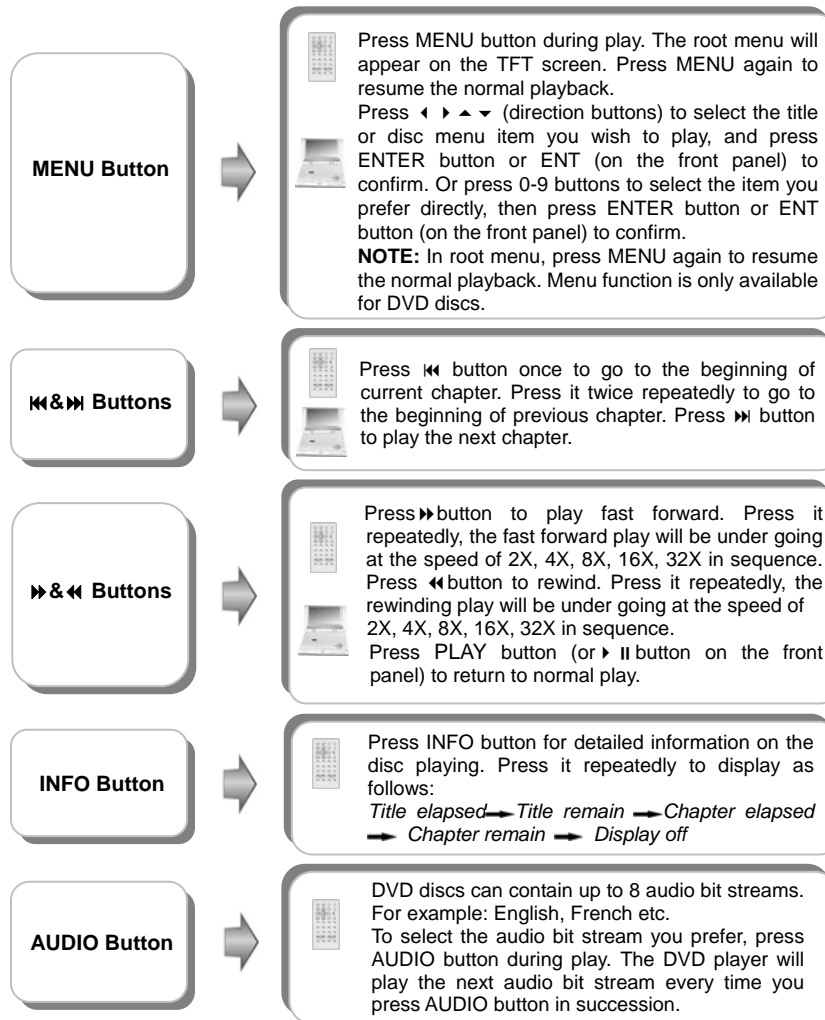 MENU Button
Press MENU button during play. The root menu will
appear on the TFT screen. Press MENU again to
resume the normal playback.
Press ◂ ▸ ▴ ▾ (direction buttons) to select the title
or disc menu item you wish to play, and press
ENTER button or ENT (on the front panel) to
confirm. Or press 0-9 buttons to select the item you
prefer directly, then press ENTER button or ENT
button (on the front panel) to confirm.
NOTE: In root menu, press MENU again to resume
the normal playback. Menu function is only available
for DVD discs.
⏮&⏭ Buttons
Press ⏮ button once to go to the beginning of
current chapter. Press it twice repeatedly to go to
the beginning of previous chapter. Press ⏭ button
to play the next chapter.
⏩&⏪ Buttons
Press⏩button to play fast forward. Press it
repeatedly, the fast forward play will be under going
at the speed of 2X, 4X, 8X, 16X, 32X in sequence.
Press ⏪button to rewind. Press it repeatedly, the
rewinding play will be under going at the speed of
2X, 4X, 8X, 16X, 32X in sequence.
Press PLAY button (or ▸ ⏸ button on the front
panel) to return to normal play.
INFO Button
Press INFO button for detailed information on the
disc playing. Press it repeatedly to display as
follows:
Title elapsed→Title remain →Chapter elapsed
→ Chapter remain → Display off
AUDIO Button
DVD discs can contain up to 8 audio bit streams.
For example: English, French etc.
To select the audio bit stream you prefer, press
AUDIO button during play. The DVD player will
play the next audio bit stream every time you
press AUDIO button in succession.